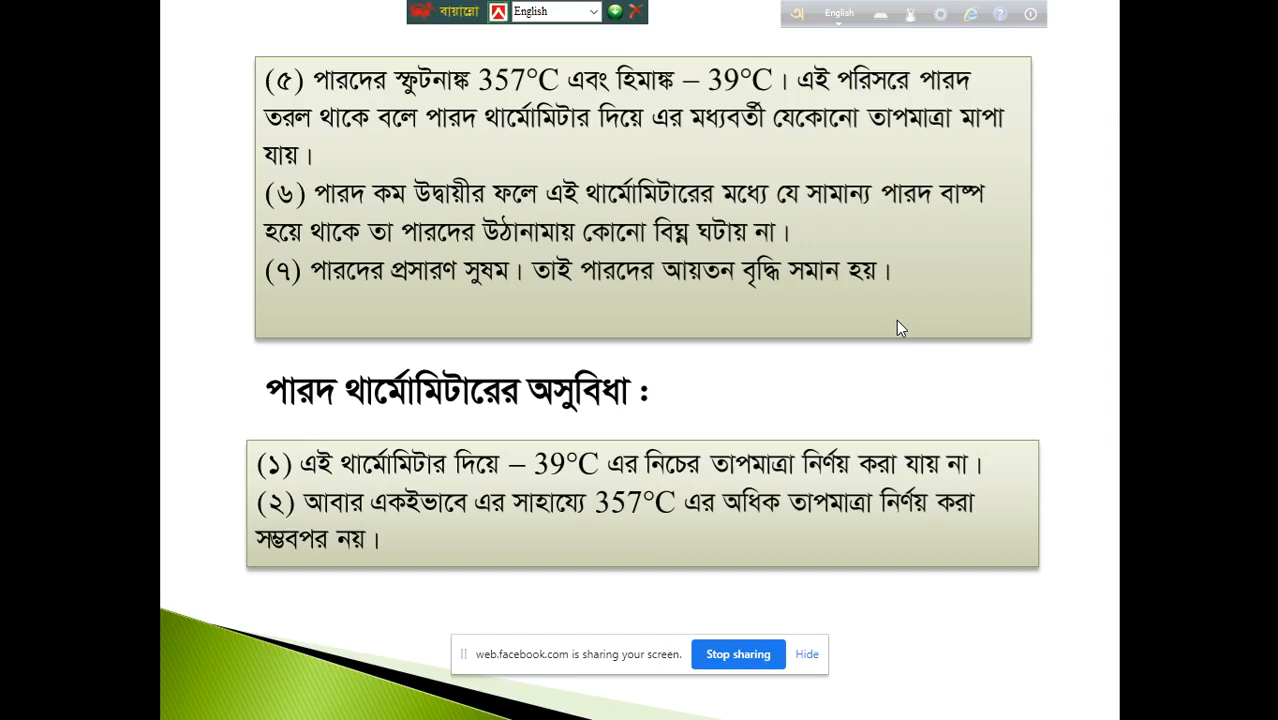 বায়ান্নো English
অ English
(৫) পারদের স্ফুটনাঙ্ক 357°C এবং হিমাঙ্ক – 39°C। এই পরিসরে পারদ
তরল থাকে বলে পারদ থার্মোমিটার দিয়ে এর মধ্যবর্তী যেকোনো তাপমাত্রা মাপা
যায়।
(৬) পারদ কম উদ্বায়ীর ফলে এই থার্মোমিটারের মধ্যে যে সামান্য পারদ বাষ্প
হয়ে থাকে তা পারদের উঠানামায় কোনো বিঘ্ন ঘটায় না।
(৭) পারদের প্রসারণ সুষম। তাই পারদের আয়তন বৃদ্ধি সমান হয়।
পারদ থার্মোমিটারের অসুবিধা :
(১) এই থার্মোমিটার দিয়ে – 39°C এর নিচের তাপমাত্রা নির্ণয় করা যায় না।
(২) আবার একইভাবে এর সাহায্যে 357°C এর অধিক তাপমাত্রা নির্ণয় করা
সম্ভবপর নয়।
web.facebook.com is sharing your screen. Stop sharing Hide